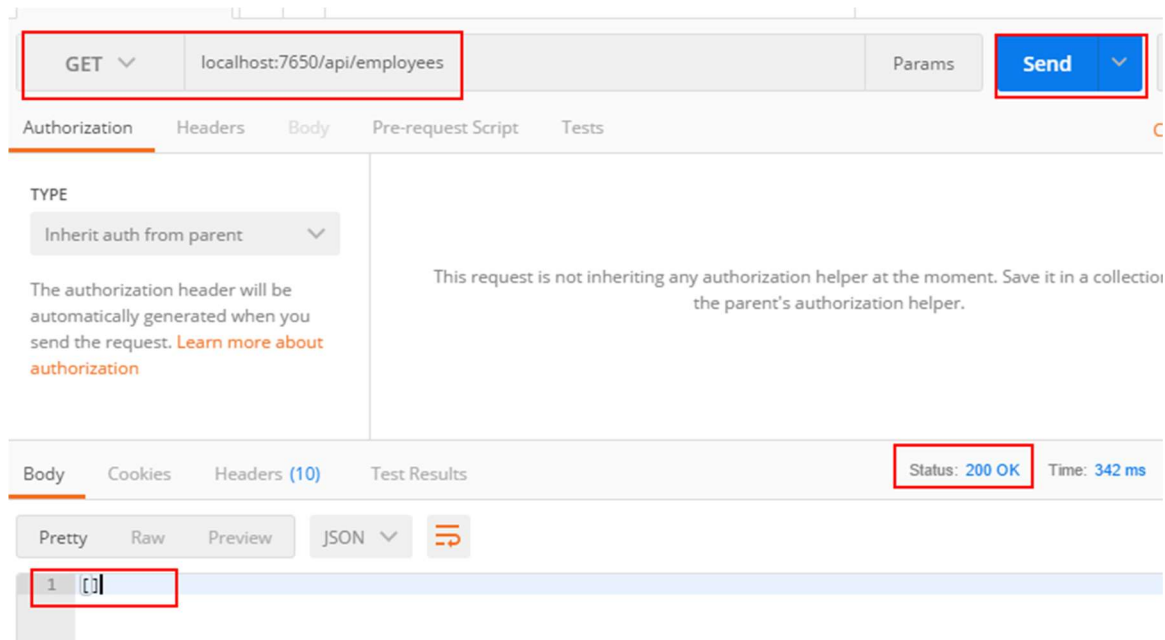 GET localhost:7650/api/employees Params Send
Authorization Headers Body Pre-request Script Tests
TYPE
Inherit auth from parent
The authorization header will be
automatically generated when you
send the request. Learn more about
authorization
This request is not inheriting any authorization helper at the moment. Save it in a collection
the parent's authorization helper.
Body Cookies Headers (10) Test Results Status: 200 OK Time: 342 ms
Pretty Raw Preview JSON
1 []